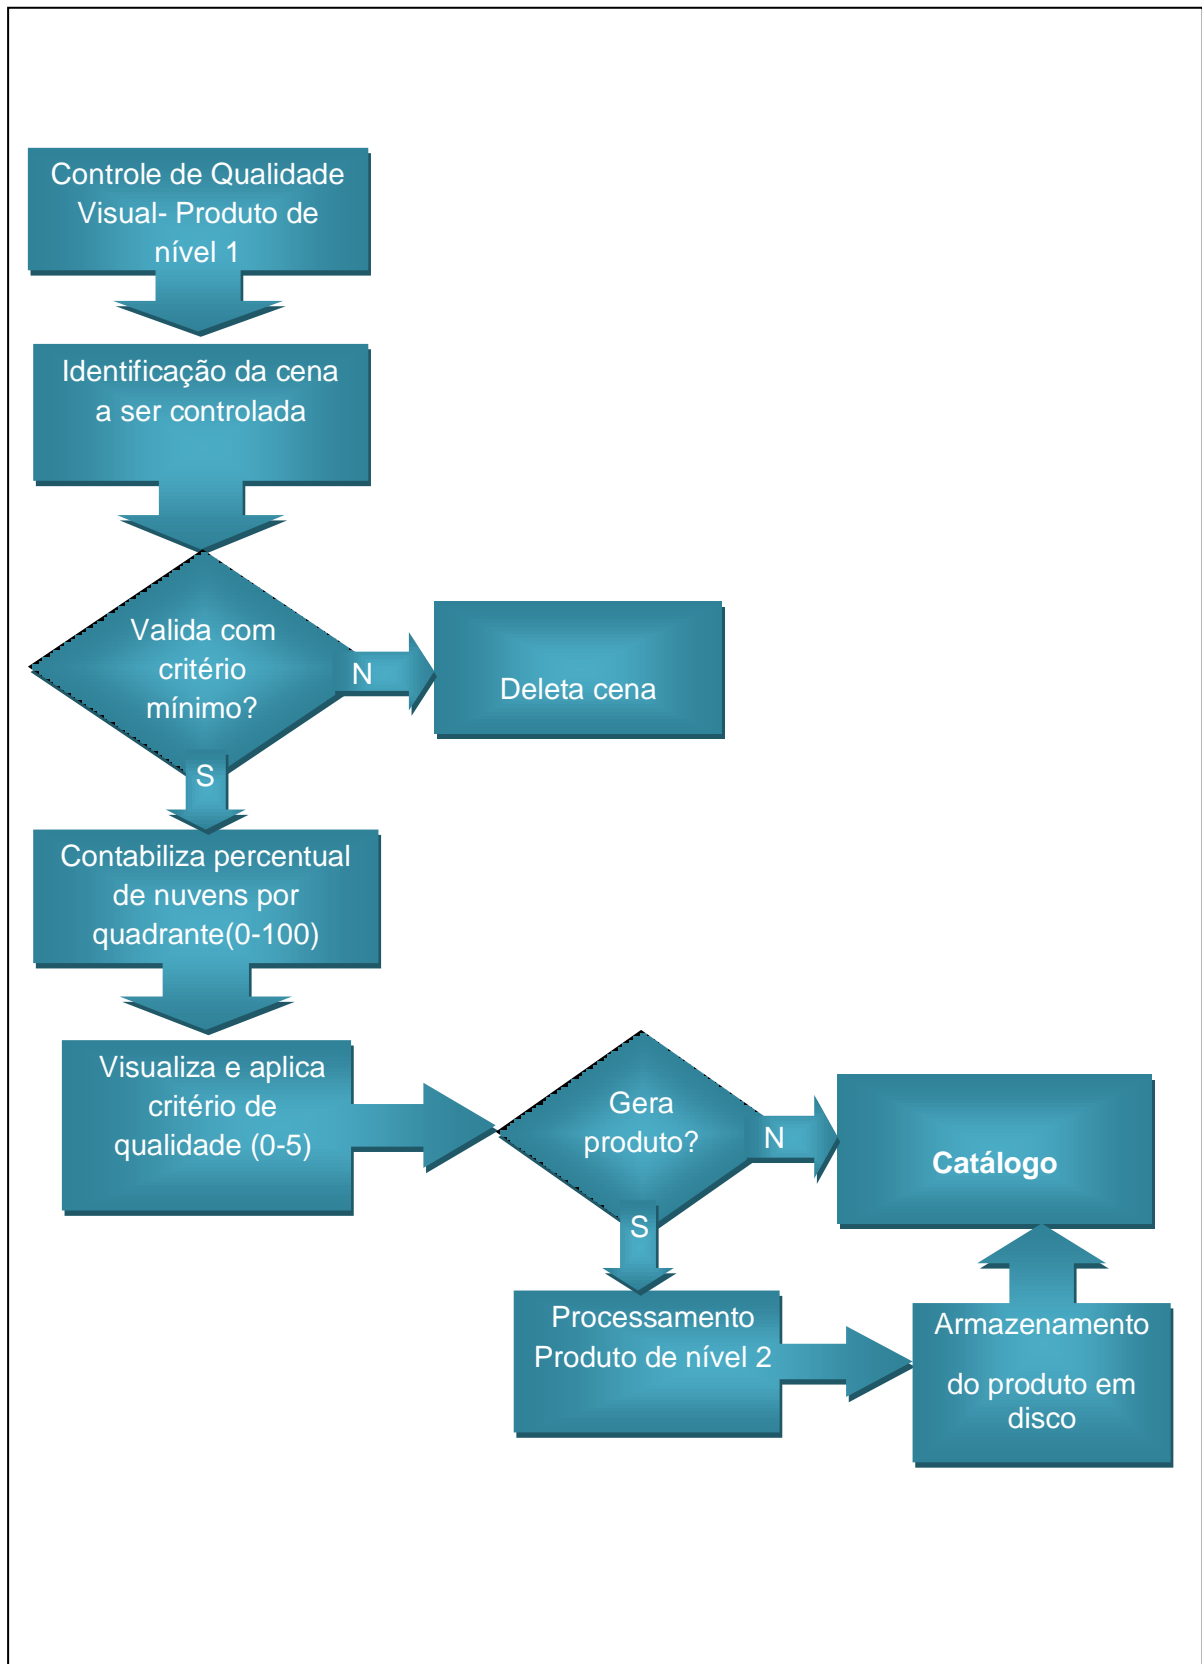 Controle de Qualidade
Visual- Produto de
nível 1
Identificação da cena
a ser controlada
Valida com
critério
mínimo?
N
Deleta cena
S
Contabiliza percentual
de nuvens por
quadrante(0-100)
Visualiza e aplica
critério de
qualidade (0-5)
Gera
produto?
N
Catálogo
S
Processamento
Produto de nível 2
Armazenamento
do produto em
disco